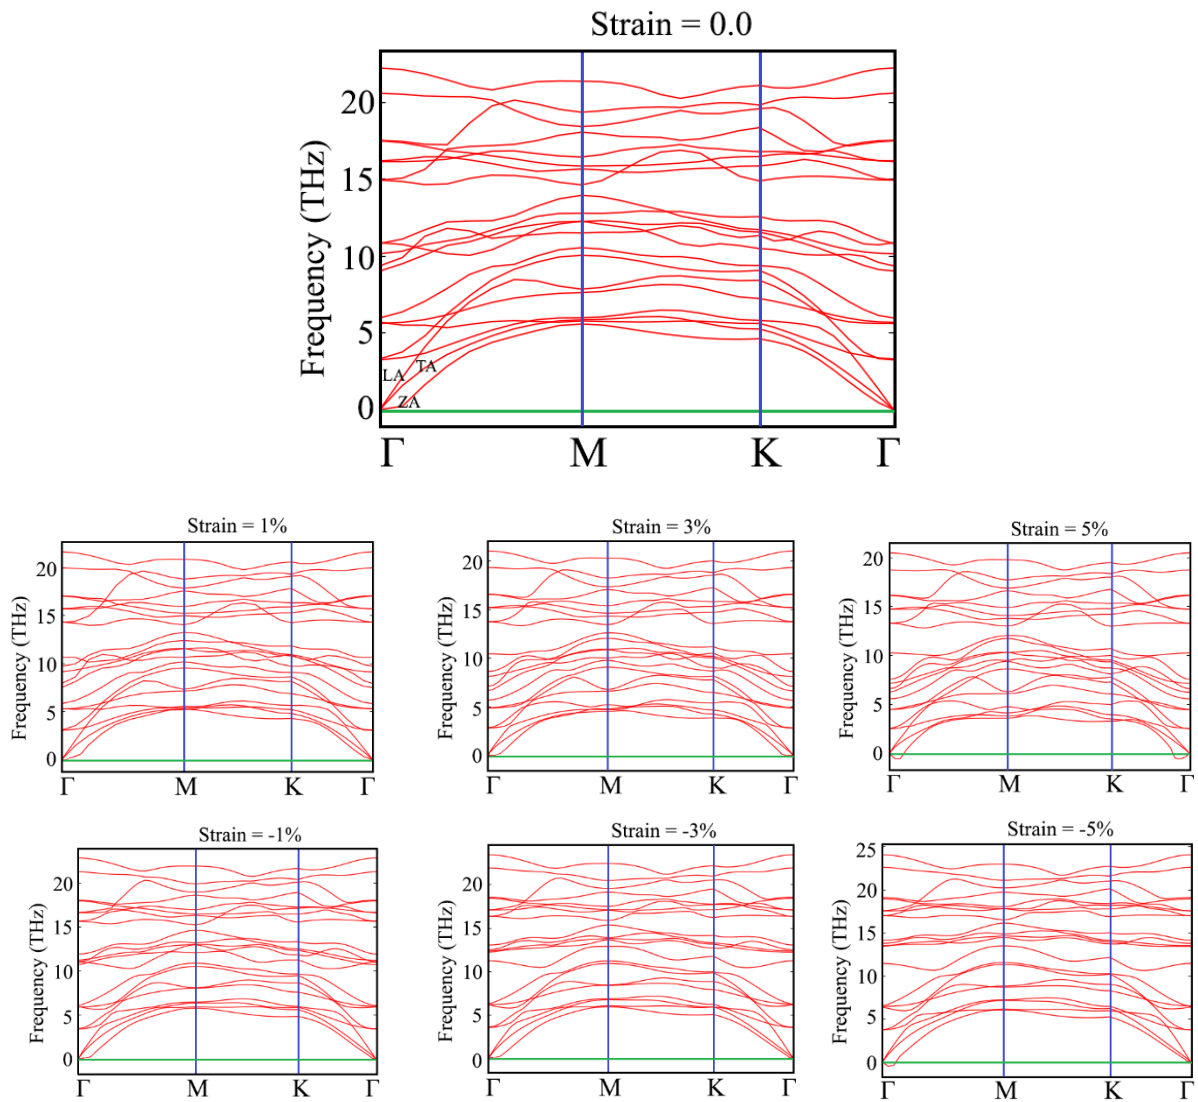 Strain = 0.0
Frequency (THz)
20
15
10
5
0
LA
TA
ZA
Γ M K Γ
Strain = 1%
Frequency (THz)
20
15
10
5
0
Γ M K Γ
Strain = 3%
Frequency (THz)
20
15
10
5
0
Γ M K Γ
Strain = 5%
Frequency (THz)
20
15
10
5
0
Γ M K Γ
Strain = -1%
Frequency (THz)
20
15
10
5
0
Γ M K Γ
Strain = -3%
Frequency (THz)
20
15
10
5
0
Γ M K Γ
Strain = -5%
Frequency (THz)
25
20
15
10
5
0
Γ M K Γ